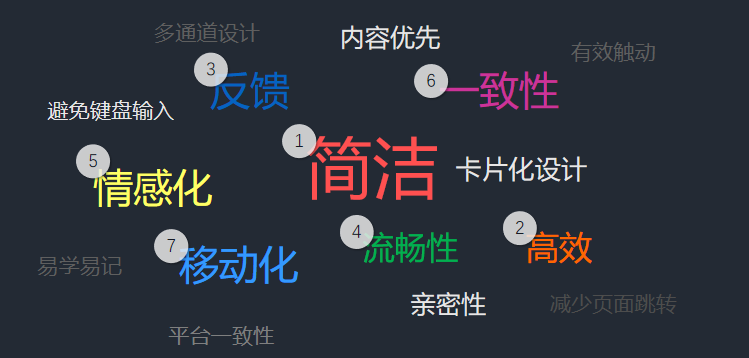 多通道设计
内容优先
有效触动
3
反馈
6
一致性
避免键盘输入
1
简洁
5
情感化
卡片化设计
4
流畅性
2
高效
7
移动化
易学易记
亲密性
减少页面跳转
平台一致性